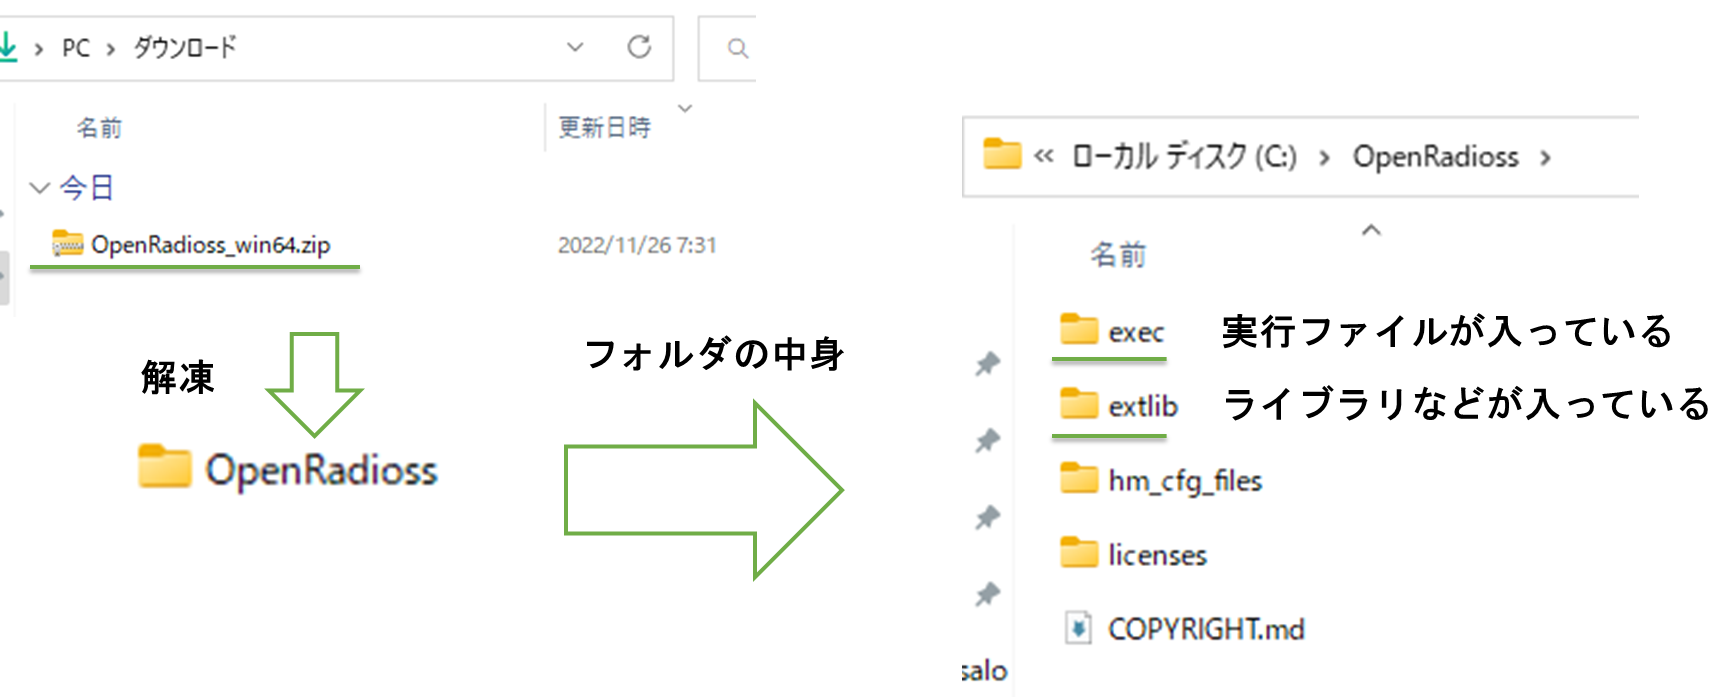 PC > ダウンロード
名前
更新日時
今日
OpenRadioss_win64.zip
2022/11/26 7:31
解凍
OpenRadioss
フォルダの中身
« ローカル ディスク (C:) > OpenRadioss >
名前
exec 実行ファイルが入っている
extlib ライブラリなどが入っている
hm_cfg_files
licenses
COPYRIGHT.md
salo